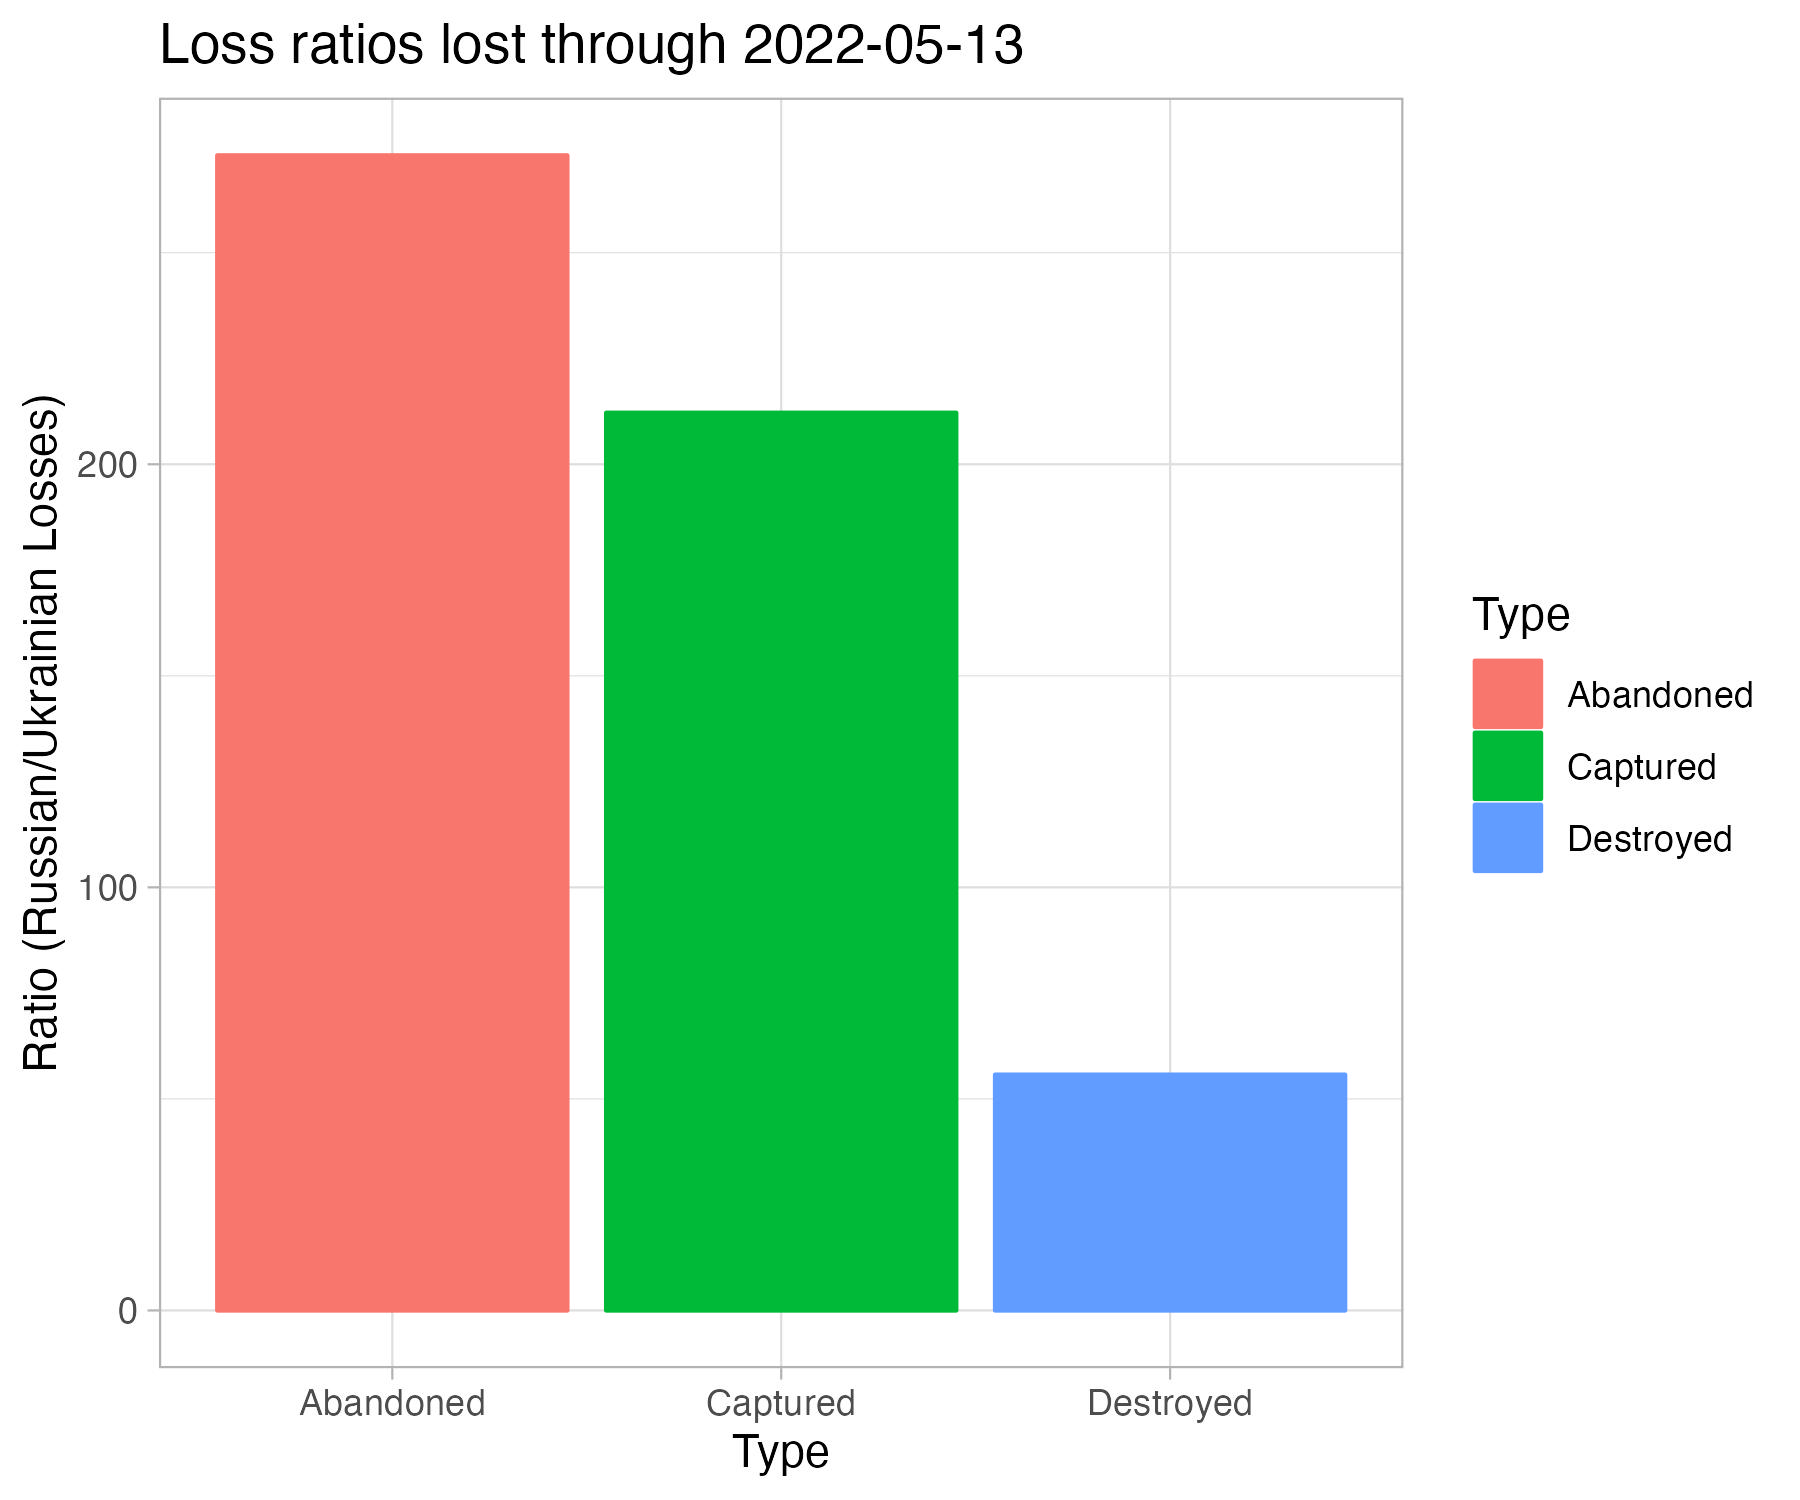 Loss ratios lost through 2022-05-13
Ratio (Russian/Ukrainian Losses)
200
100
0
Abandoned
Captured
Destroyed
Type
Type
Abandoned
Captured
Destroyed